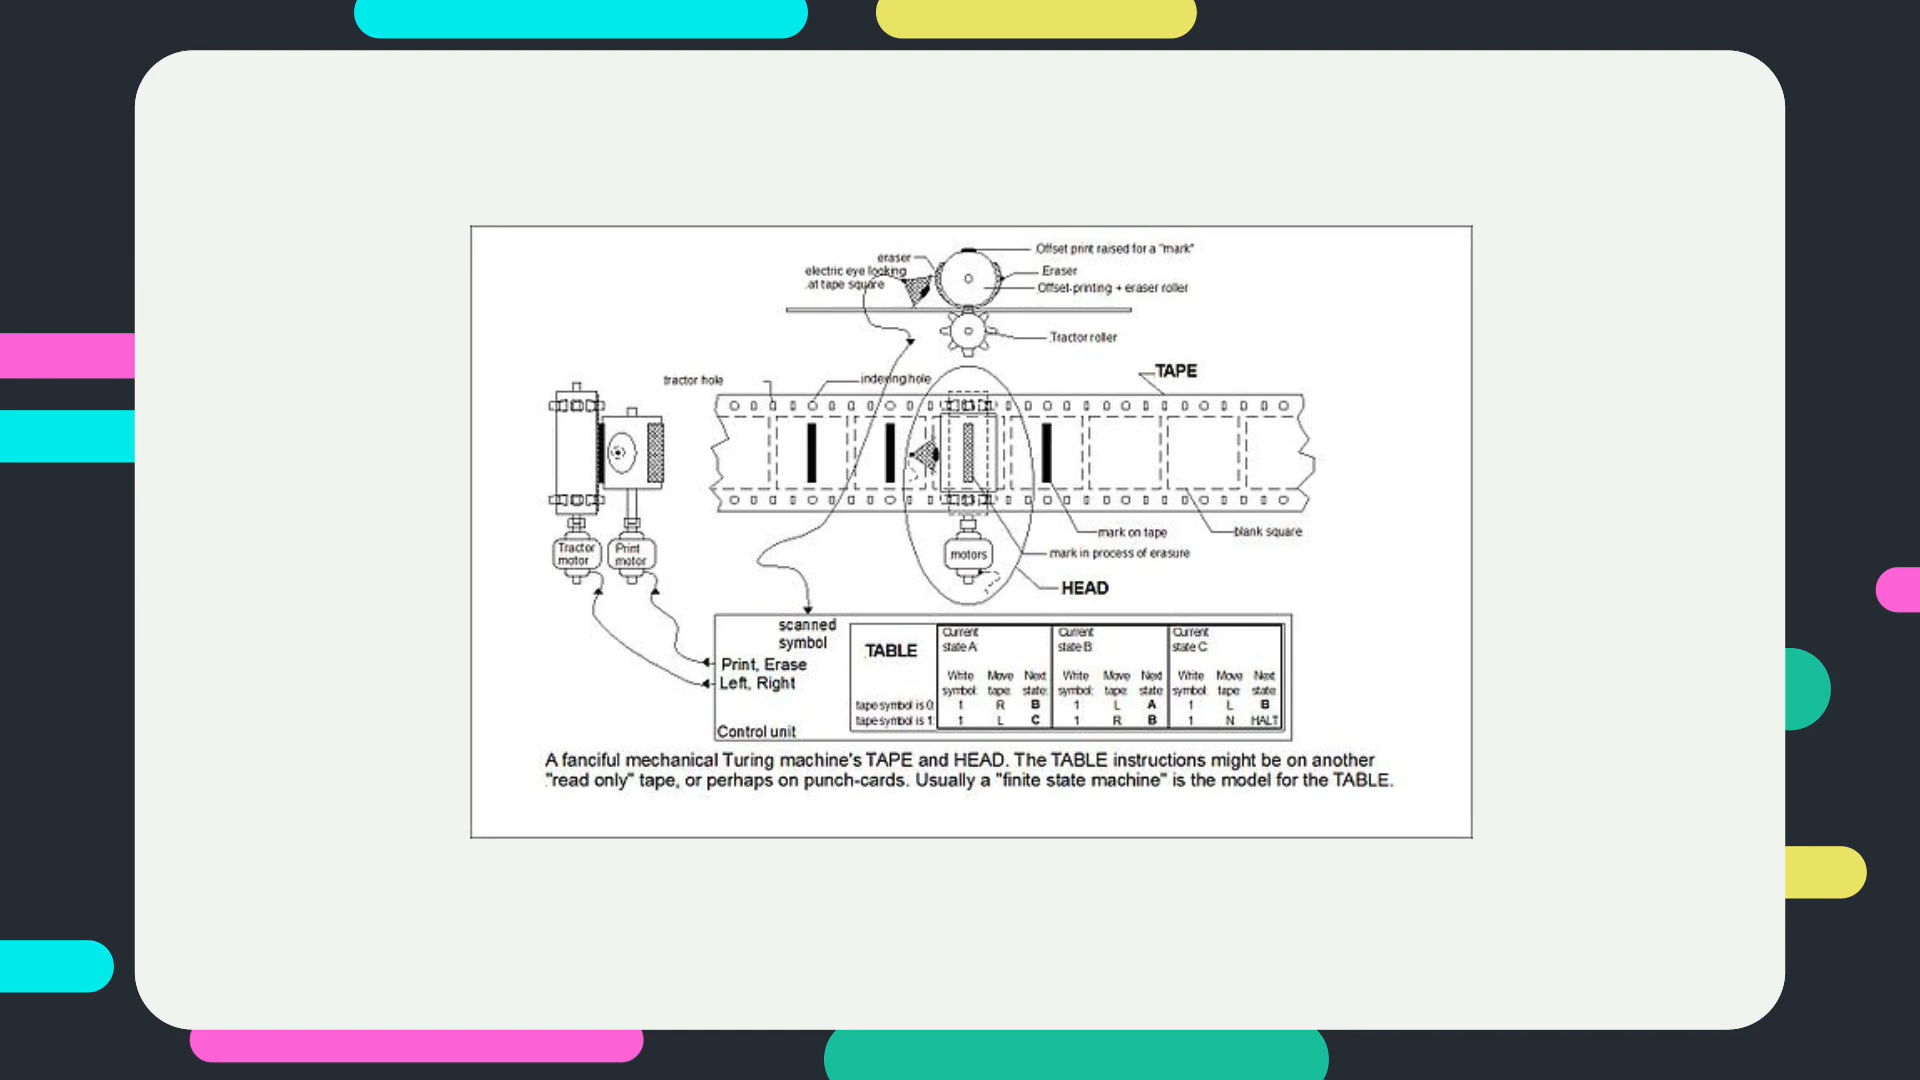 Offset print raised for a "mark"
eraser
electric eye looking
at tape square
Eraser
Offset-printing + eraser roller
Tractor roller
TAPE
tractor hole
indexing hole
mark on tape
blank square
mark in process of erasure
HEAD
Tractor
motor
Print
motor
motors
scanned
symbol
Print, Erase
Left, Right
Control unit
TABLE
Current Current Current
state A state B state C
Write Move Next Write Move Next Write Move Next
symbol: tape: state: symbol: tape: state: symbol: tape: state:
tape symbol is 0: 1 R B 1 L A 1 L B
tape symbol is 1: 1 L C 1 R B 1 N HALT
A fanciful mechanical Turing machine's TAPE and HEAD. The TABLE instructions might be on another
"read only" tape, or perhaps on punch-cards. Usually a "finite state machine" is the model for the TABLE.